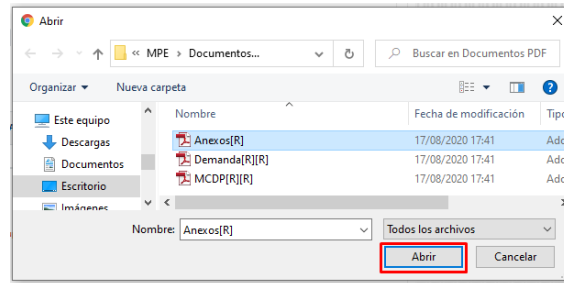 Abrir
« MPE › Documentos...
Buscar en Documentos PDF
Organizar
Nueva carpeta
Este equipo
Descargas
Documentos
Escritorio
Imágenes
Nombre
Fecha de modificación
Tipo
Anexos[R]
17/08/2020 17:41
Ado
Demanda[R][R]
17/08/2020 17:41
Ado
MCDP[R][R]
17/08/2020 17:41
Ado
Nombre: Anexos[R]
Todos los archivos
Abrir
Cancelar